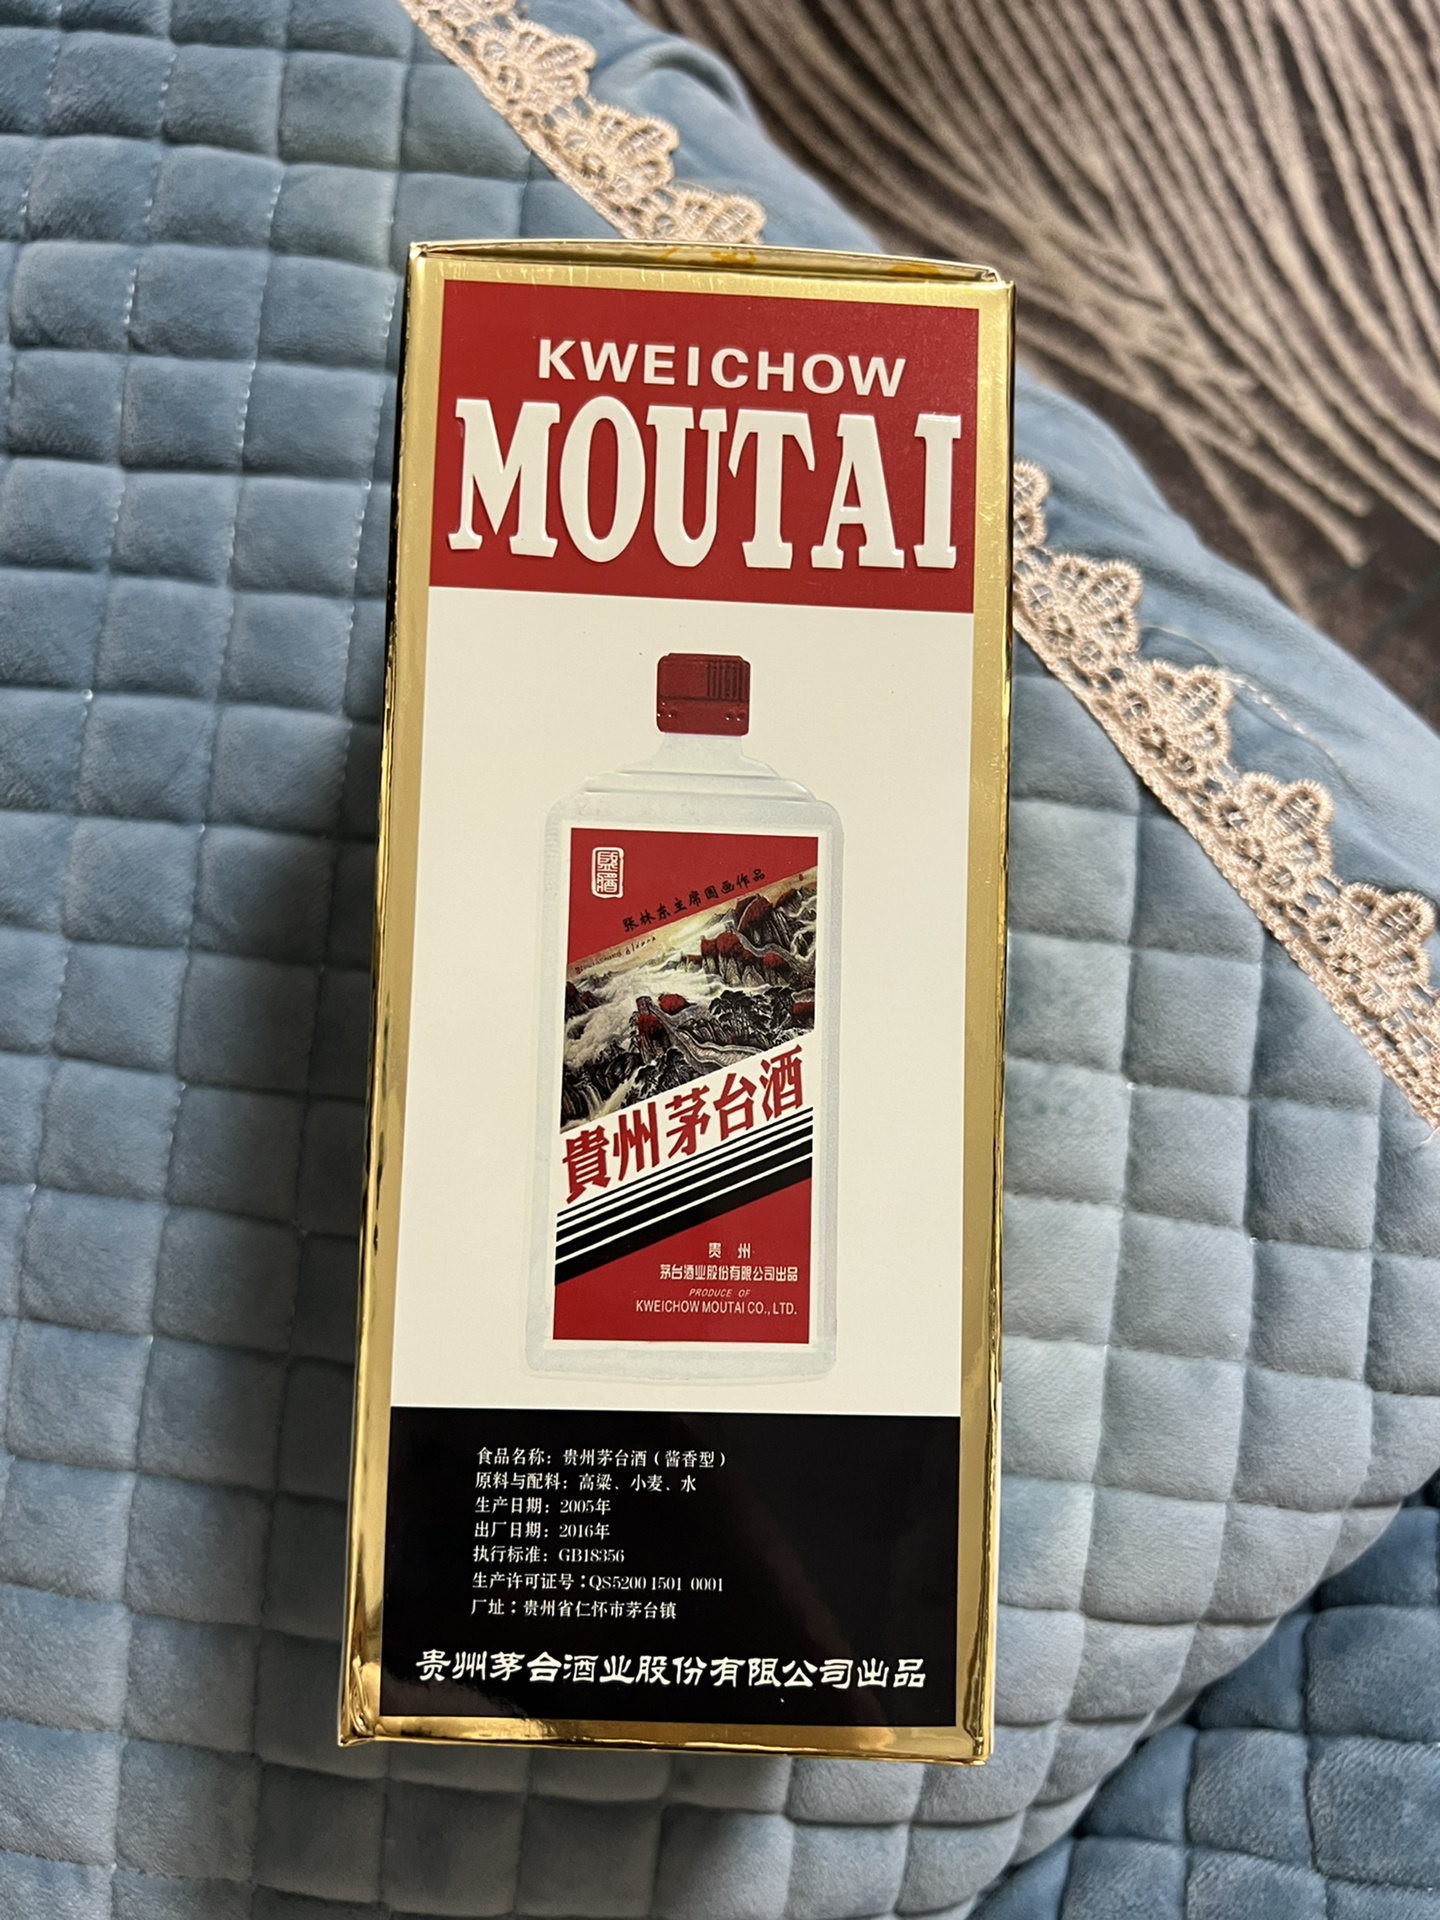 KWEICHOW
MOUTAI
张林东主席国画作品
貴州茅台酒
贵 州
茅台酒业股份有限公司出品
PRODUCE OF
KWEICHOW MOUTAI CO., LTD.
食品名称：贵州茅台酒（酱香型）
原料与配料：高粱、小麦、水
生产日期：2005年
出厂日期：2016年
执行标准：GB18356
生产许可证号：QS5200 1501 0001
厂址：贵州省仁怀市茅台镇
贵州茅台酒业股份有限公司出品